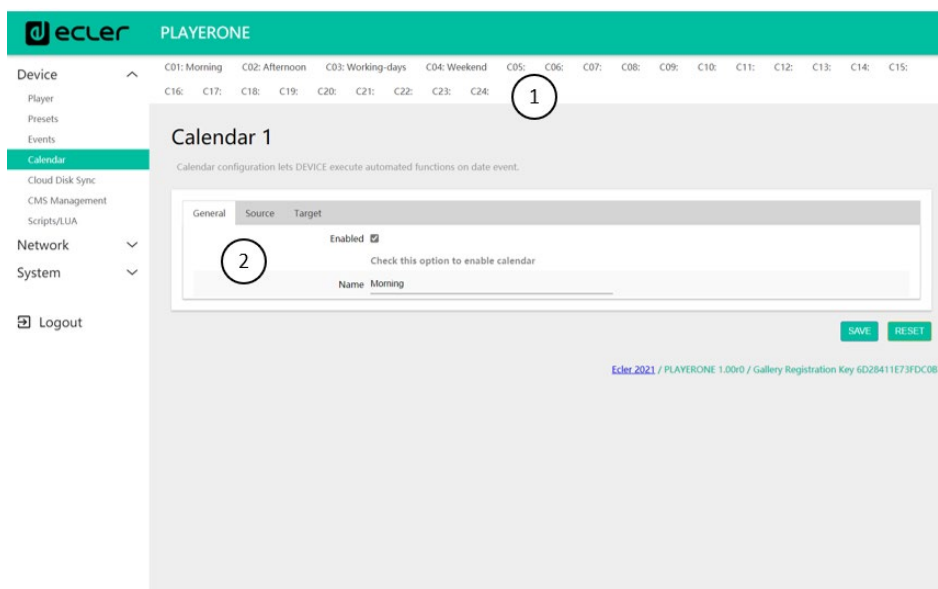 ecler PLAYERONE
Device
Player
Presets
Events
Calendar
Cloud Disk Sync
CMS Management
Scripts/LUA
Network
System
Logout
C01: Morning C02: Afternoon C03: Working-days C04: Weekend C05: C06: C07: C08: C09: C10: C11: C12: C13: C14: C15:
C16: C17: C18: C19: C20: C21: C22: C23: C24:
1
Calendar 1
Calendar configuration lets DEVICE execute automated functions on date event.
General Source Target
Enabled
2
Check this option to enable calendar
Name Morning
SAVE RESET
Ecler 2021 / PLAYERONE 1.00r0 / Gallery Registration Key 6D28411E73FDC0B